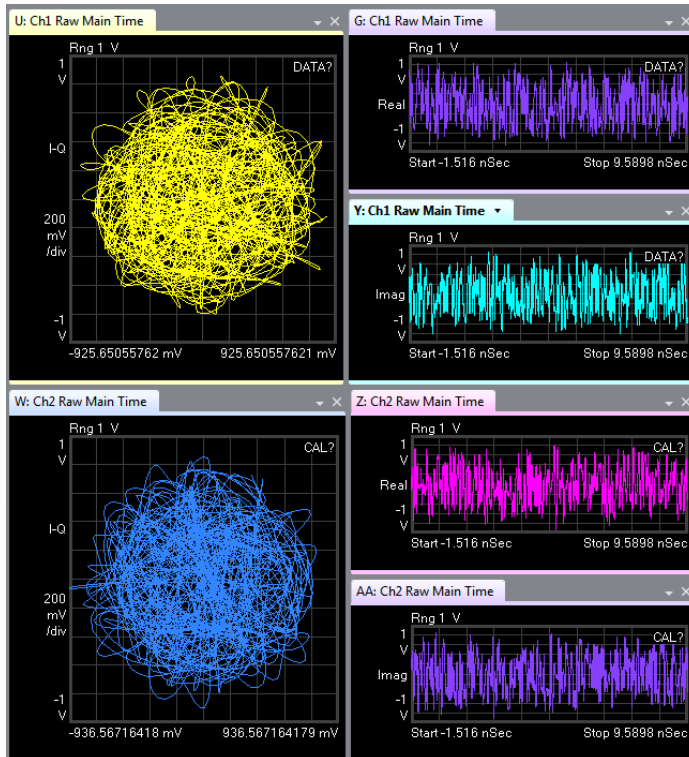 U: Ch1 Raw Main Time
Rng 1 V
1
V
DATA?
I-Q
200
mV
/div
-1
V
-925.65055762 mV 925.650557621 mV
G: Ch1 Raw Main Time
Rng 1 V
1
V
DATA?
Real
-1
V
Start-1.516 nSec Stop 9.5898 nSec
Y: Ch1 Raw Main Time
Rng 1 V
1
V
DATA?
Imag
-1
V
Start-1.516 nSec Stop 9.5898 nSec
W: Ch2 Raw Main Time
Rng 1 V
1
V
CAL?
I-Q
200
mV
/div
-1
V
-936.56716418 mV 936.567164179 mV
Z: Ch2 Raw Main Time
Rng 1 V
1
V
CAL?
Real
-1
V
Start-1.516 nSec Stop 9.5898 nSec
AA: Ch2 Raw Main Time
Rng 1 V
1
V
CAL?
Imag
-1
V
Start-1.516 nSec Stop 9.5898 nSec